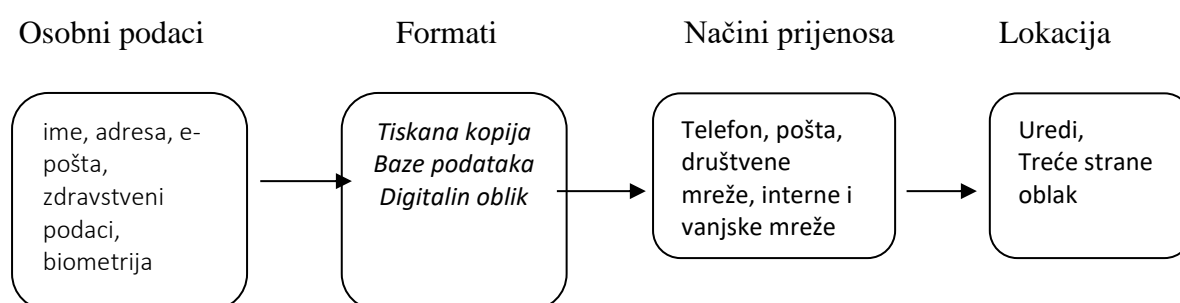 Osobni podaci
Formati
Načini prijenosa
Lokacija
ime, adresa, e-
pošta,
zdravstveni
podaci,
biometrija
Tiskana kopija
Baze podataka
Digitalin oblik
Telefon, pošta,
društvene
mreže, interne i
vanjske mreže
Uredi,
Treće strane
oblak